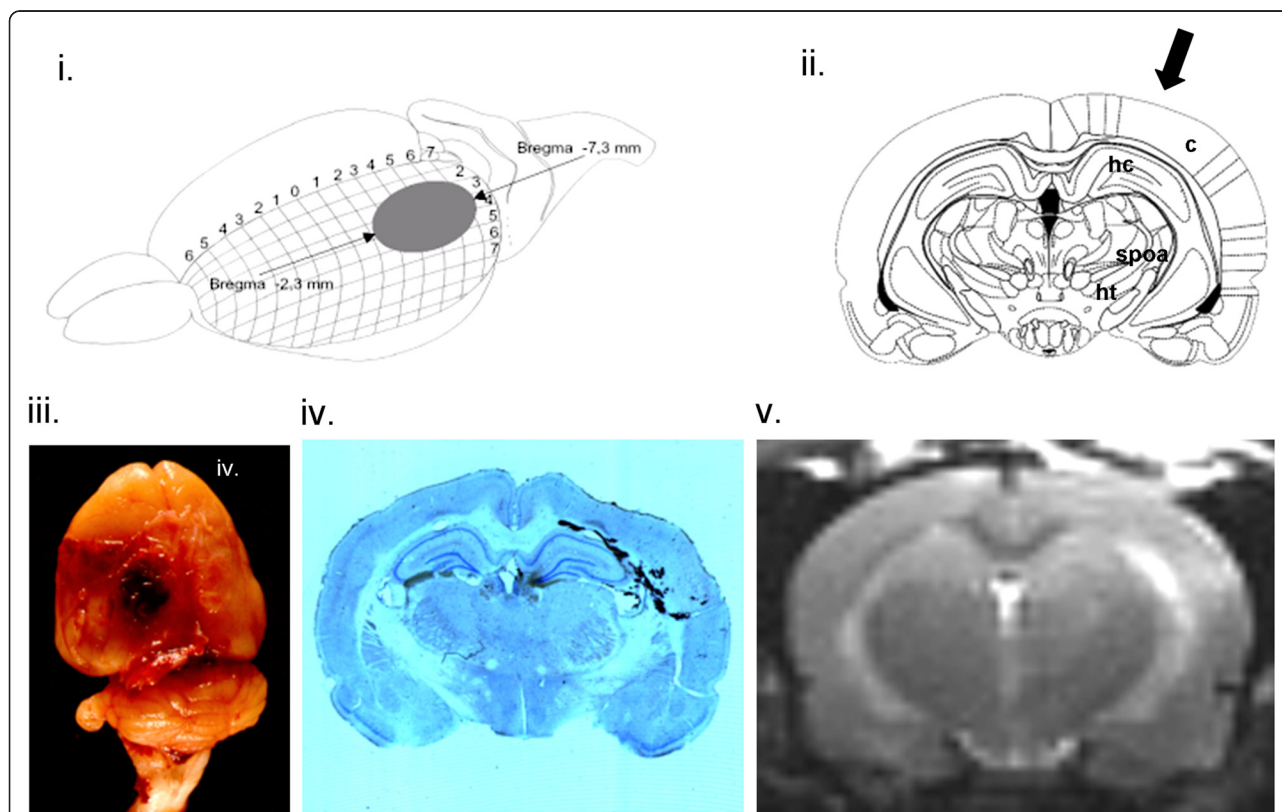 i.
6 5 4 3 2 1 0 1 2 3 4 5 6 7
2
3
4
5
6
7
Bregma -7,3 mm
Bregma -2,3 mm
ii.
c
hc
spoa
ht
iii.
iv.
iv.
v.